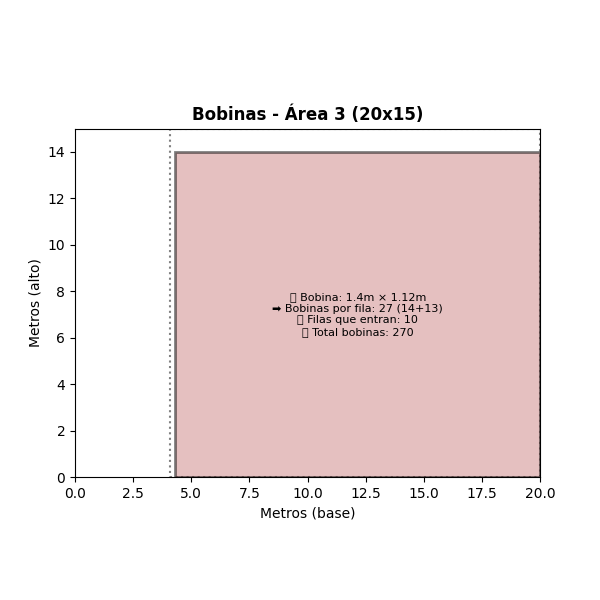 Bobinas - Área 3 (20x15)
Metros (alto)
14
12
10
8
6
4
2
0
▯ Bobina: 1.4m × 1.12m
➡ Bobinas por fila: 27 (14+13)
▯ Filas que entran: 10
▯ Total bobinas: 270
0.0 2.5 5.0 7.5 10.0 12.5 15.0 17.5 20.0
Metros (base)